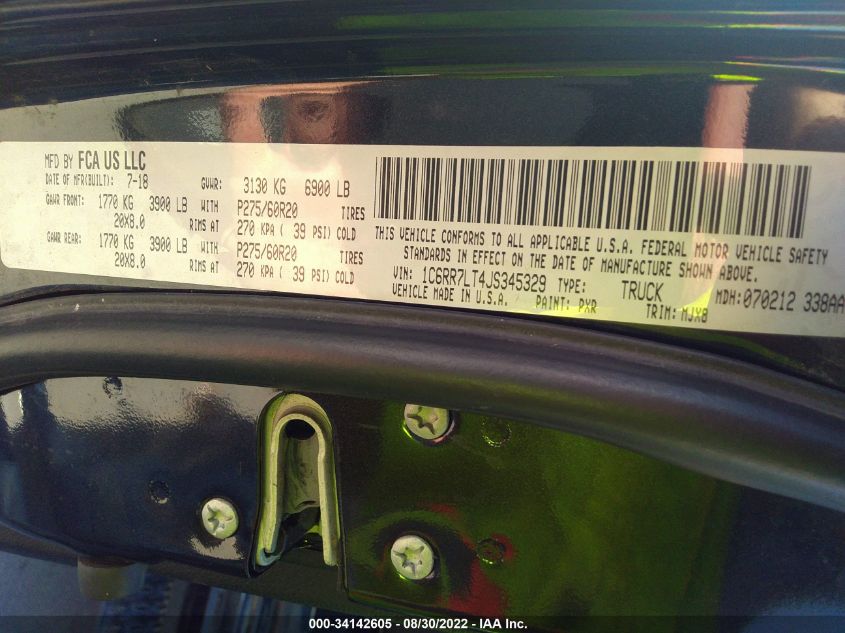 MFD BY FCA US LLC
DATE OF MFR(BUILT): 7-18 GVWR: 3130 KG 6900 LB
GAWR FRONT: 1770 KG 3900 LB WITH P275/60R20 TIRES
20X8.0 RIMS AT 270 KPA ( 39 PSI) COLD
GAWR REAR: 1770 KG 3900 LB WITH P275/60R20 TIRES
20X8.0 RIMS AT 270 KPA ( 39 PSI) COLD
THIS VEHICLE CONFORMS TO ALL APPLICABLE U.S.A. FEDERAL MOTOR VEHICLE SAFETY
STANDARDS IN EFFECT ON THE DATE OF MANUFACTURE SHOWN ABOVE.
VIN: 1C6RR7LT4JS345329 TYPE: TRUCK MDH:070212 338AA
VEHICLE MADE IN U.S.A. PAINT: PXR TRIM: MJX8
000-34142605 - 08/30/2022 - IAA Inc.